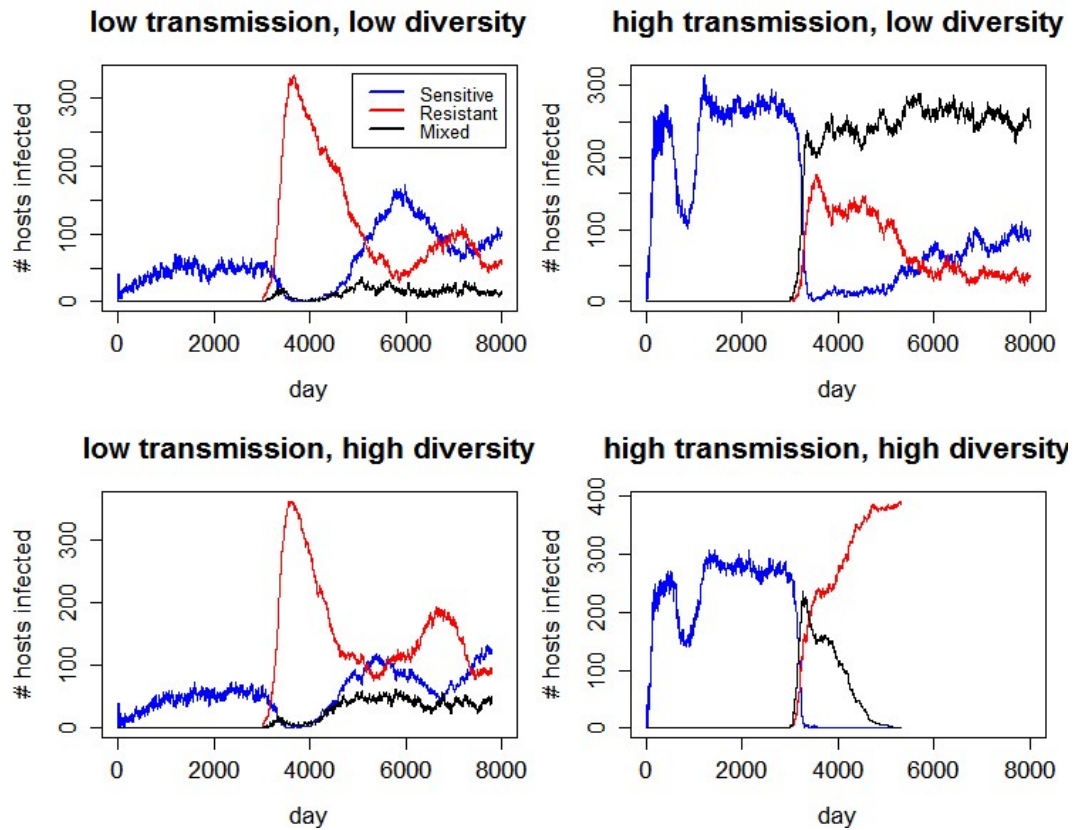 low transmission, low diversity
# hosts infected
300
200
100
0
Sensitive
Resistant
Mixed
0 2000 4000 6000 8000
day
high transmission, low diversity
# hosts infected
300
200
100
0
0 2000 4000 6000 8000
day
low transmission, high diversity
# hosts infected
300
200
100
0
0 2000 4000 6000 8000
day
high transmission, high diversity
# hosts infected
400
300
200
100
0
0 2000 4000 6000 8000
day